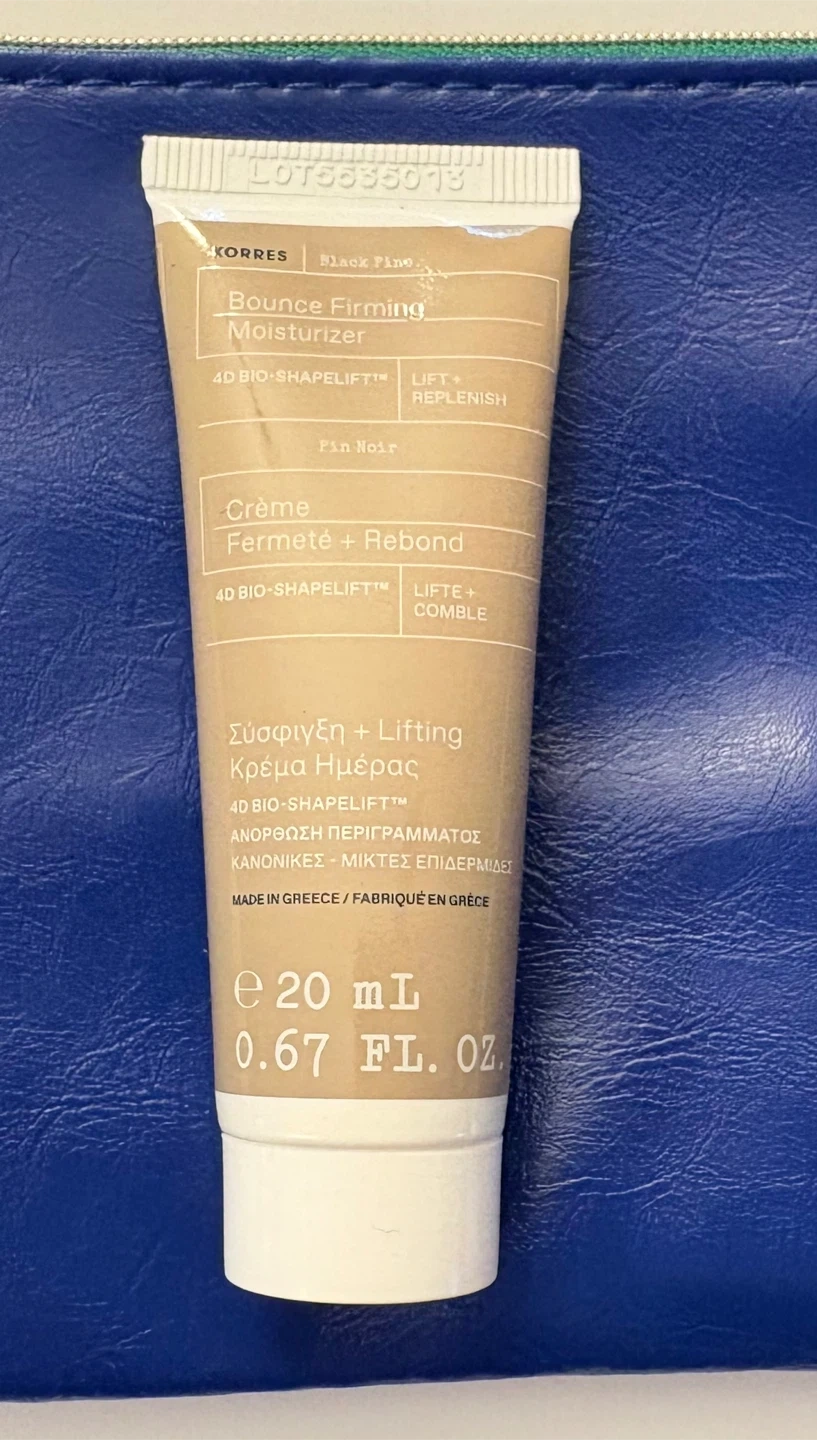 LOT5535013
KORRES Black Pine
Bounce Firming
Moisturizer
4D BIO-SHAPELIFT™ LIFT +
REPLENISH
Pin Noir
Crème
Fermeté + Rebond
4D BIO-SHAPELIFT™ LIFTE +
COMBLE
Σύσφιγξη + Lifting
Κρέμα Ημέρας
4D BIO-SHAPELIFT™
ΑΝΟΡΘΩΣΗ ΠΕΡΙΓΡΑΜΜΑΤΟΣ
ΚΑΝΟΝΙΚΕΣ - ΜΙΚΤΕΣ ΕΠΙΔΕΡΜΙΔΕΣ
MADE IN GREECE / FABRIQUÉ EN GRÈCE
℮ 20 mL
0.67 FL. OZ.